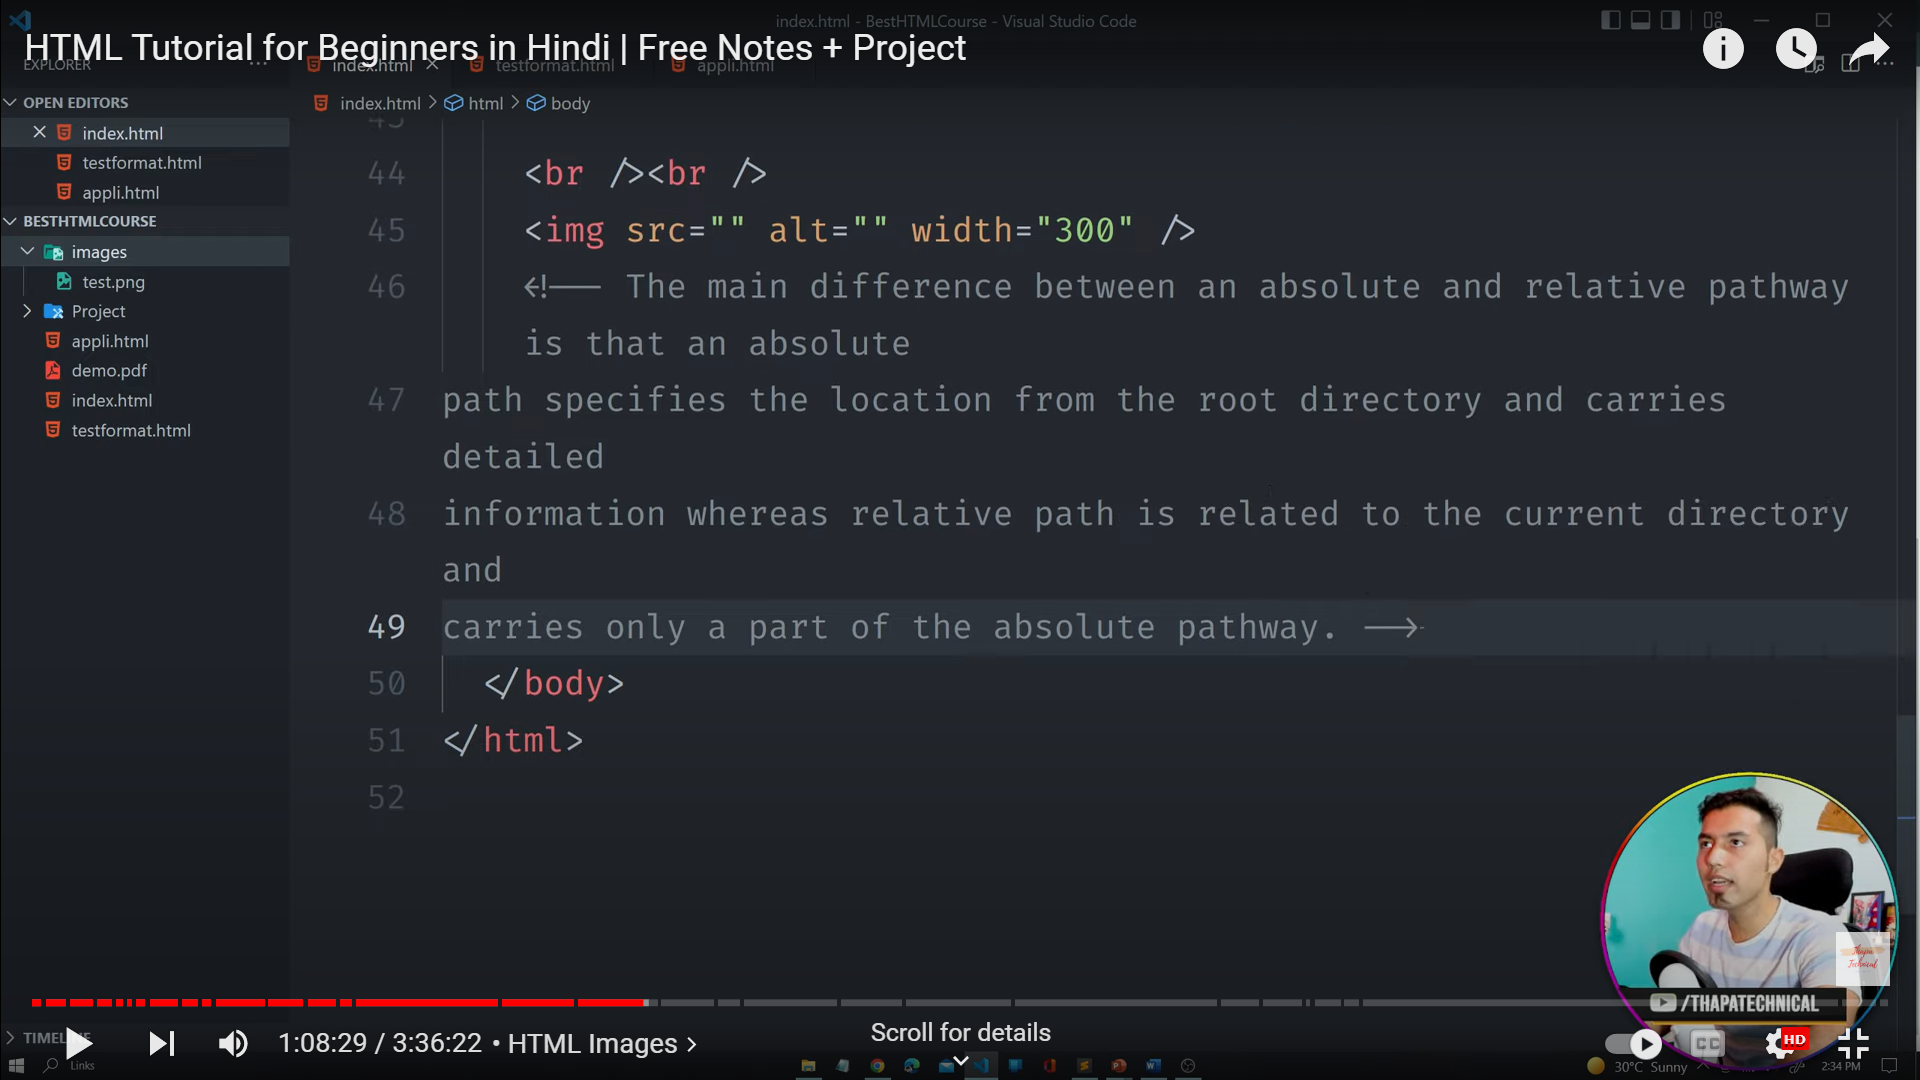 index.html - BestHTMLCourse - Visual Studio Code
HTML Tutorial for Beginners in Hindi | Free Notes + Project
EXPLORER
index.html
testformat.html
appli.html
OPEN EDITORS
index.html > html > body
index.html
testformat.html
appli.html
BESTHTMLCOURSE
images
test.png
Project
appli.html
demo.pdf
index.html
testformat.html
43
44 <br /><br />
45 <img src="" alt="" width="300" />
46 <!-- The main difference between an absolute and relative pathway
is that an absolute
47 path specifies the location from the root directory and carries
detailed
48 information whereas relative path is related to the current directory
and
49 carries only a part of the absolute pathway. -->
50 </body>
51 </html>
52
Thapa
Technical
/THAPATECHNICAL
TIMELINE
1:08:29 / 3:36:22 • HTML Images >
Scroll for details
CC
HD
Links
30°C Sunny
2:34 PM